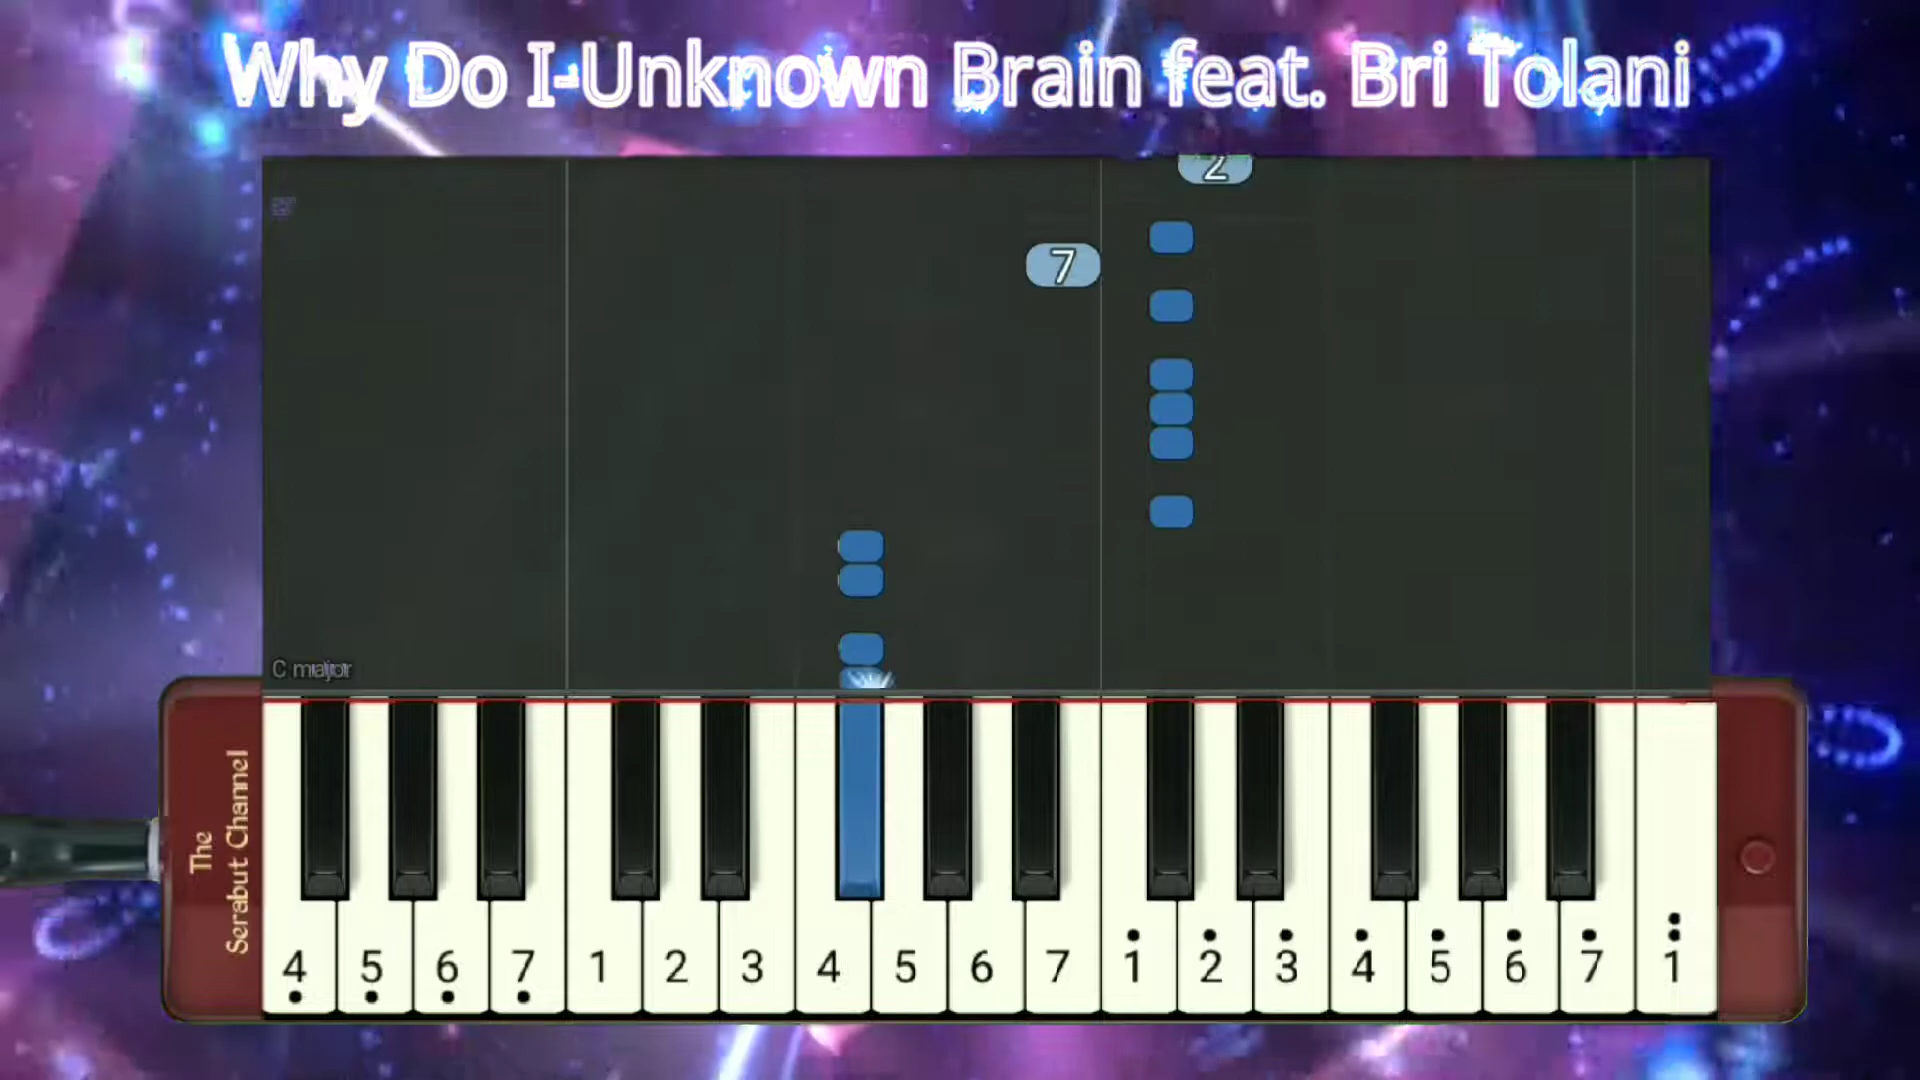 Why Do I-Unknown Brain feat. Bri Tolani
2
7
C major
The
Serabut Channel
4 5 6 7 1 2 3 4 5 6 7 1 2 3 4 5 6 7 1